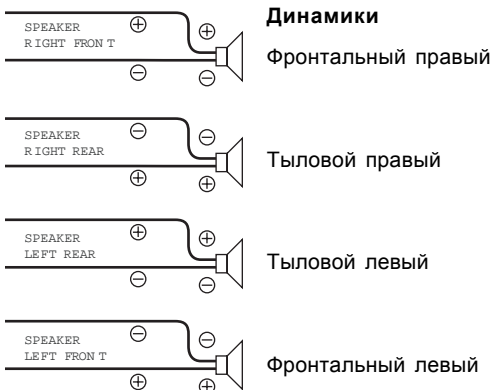 Динамики
SPEAKER
RIGHT FRONT
Фронтальный правый
SPEAKER
RIGHT REAR
Тыловой правый
SPEAKER
LEFT REAR
Тыловой левый
SPEAKER
LEFT FRONT
Фронтальный левый